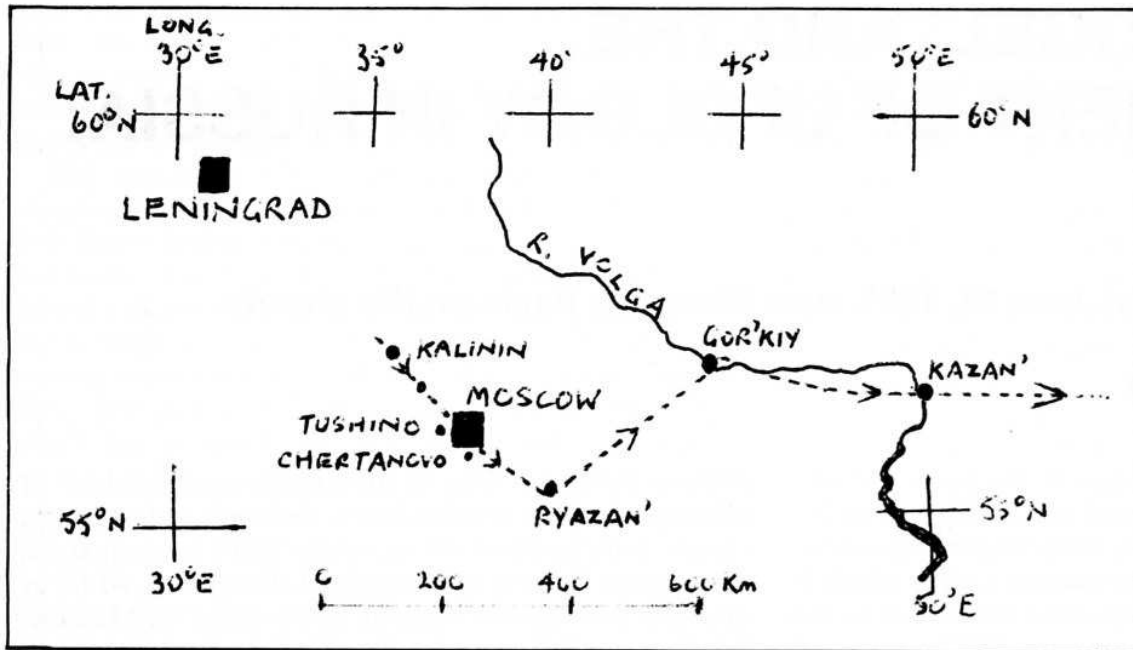 LONG.
30°E 35° 40° 45° 50°E
LAT.
60°N 60°N
LENINGRAD
R. VOLGA
GOR'KIY
KALININ
KAZAN'
MOSCOW
TUSHINO
CHERTANOVO
RYAZAN'
55°N 55°N
30°E 0 200 400 600 Km 50°E